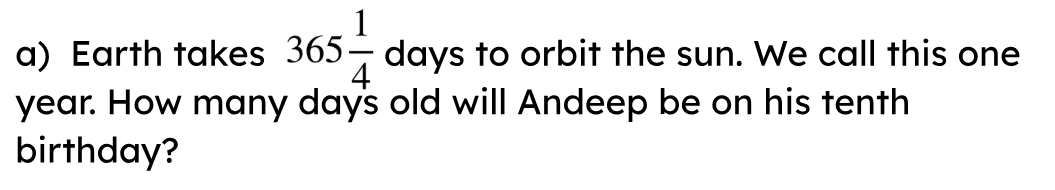 a) Earth takes 365 1/4 days to orbit the sun. We call this one
year. How many days old will Andeep be on his tenth
birthday?